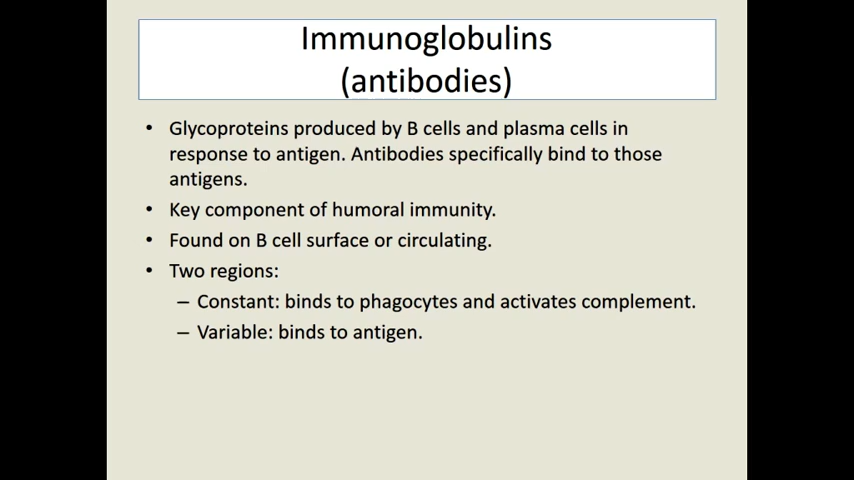 Immunoglobulins
(antibodies)
• Glycoproteins produced by B cells and plasma cells in
response to antigen. Antibodies specifically bind to those
antigens.
• Key component of humoral immunity.
• Found on B cell surface or circulating.
• Two regions:
– Constant: binds to phagocytes and activates complement.
– Variable: binds to antigen.